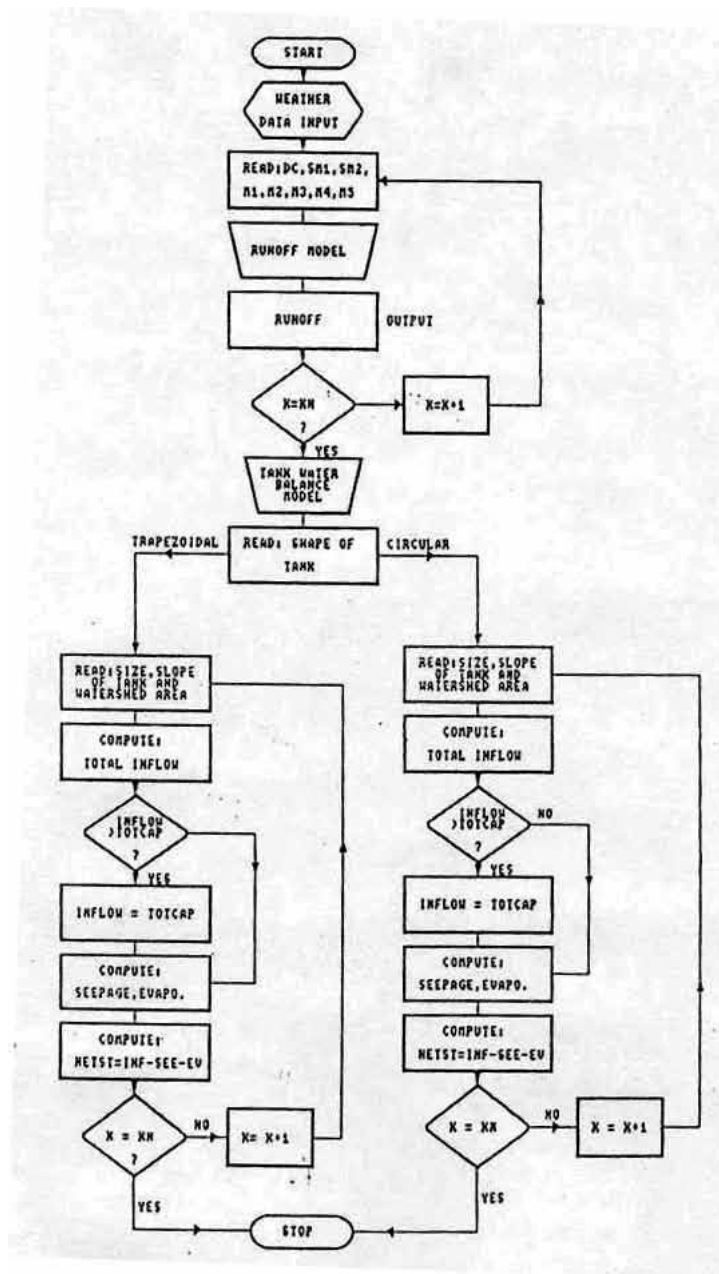 START
WEATHER
DATA INPUT
READ:DC,SM1,SM2,
M1,M2,M3,M4,M5
RUNOFF MODEL
RUNOFF
OUTPUT
K=KN
?
K=K+1
YES
TANK WATER
BALANCE
MODEL
TRAPEZOIDAL
READ: SHAPE OF
TANK
CIRCULAR
READ:SIZE,SLOPE
OF TANK AND
WATERSHED AREA
COMPUTE:
TOTAL INFLOW
INFLOW
>TOTCAP
?
YES
INFLOW = TOTCAP
COMPUTE:
SEEPAGE,EVAPO.
COMPUTE:
NETST=INF-SEE-EV
K = KN
?
NO
K= K+1
YES
READ:SIZE,SLOPE
OF TANK AND
WATERSHED AREA
COMPUTE:
TOTAL INFLOW
INFLOW
>TOTCAP
?
NO
YES
INFLOW = TOTCAP
COMPUTE:
SEEPAGE,EVAPO.
COMPUTE:
NETST=INF-SEE-EV
K = KN
NO
K = K+1
YES
STOP